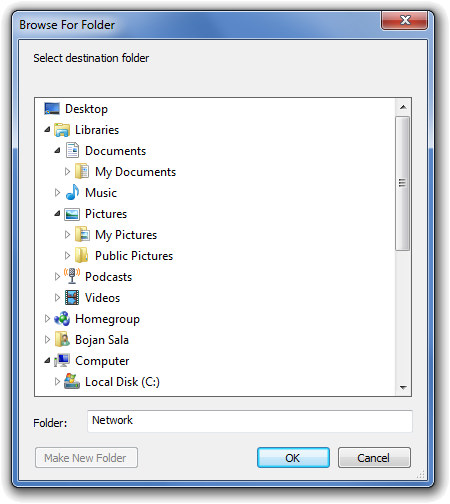 Browse For Folder
Select destination folder
Desktop
Libraries
Documents
My Documents
Music
Pictures
My Pictures
Public Pictures
Podcasts
Videos
Homegroup
Bojan Sala
Computer
Local Disk (C:)
Folder: Network
Make New Folder OK Cancel